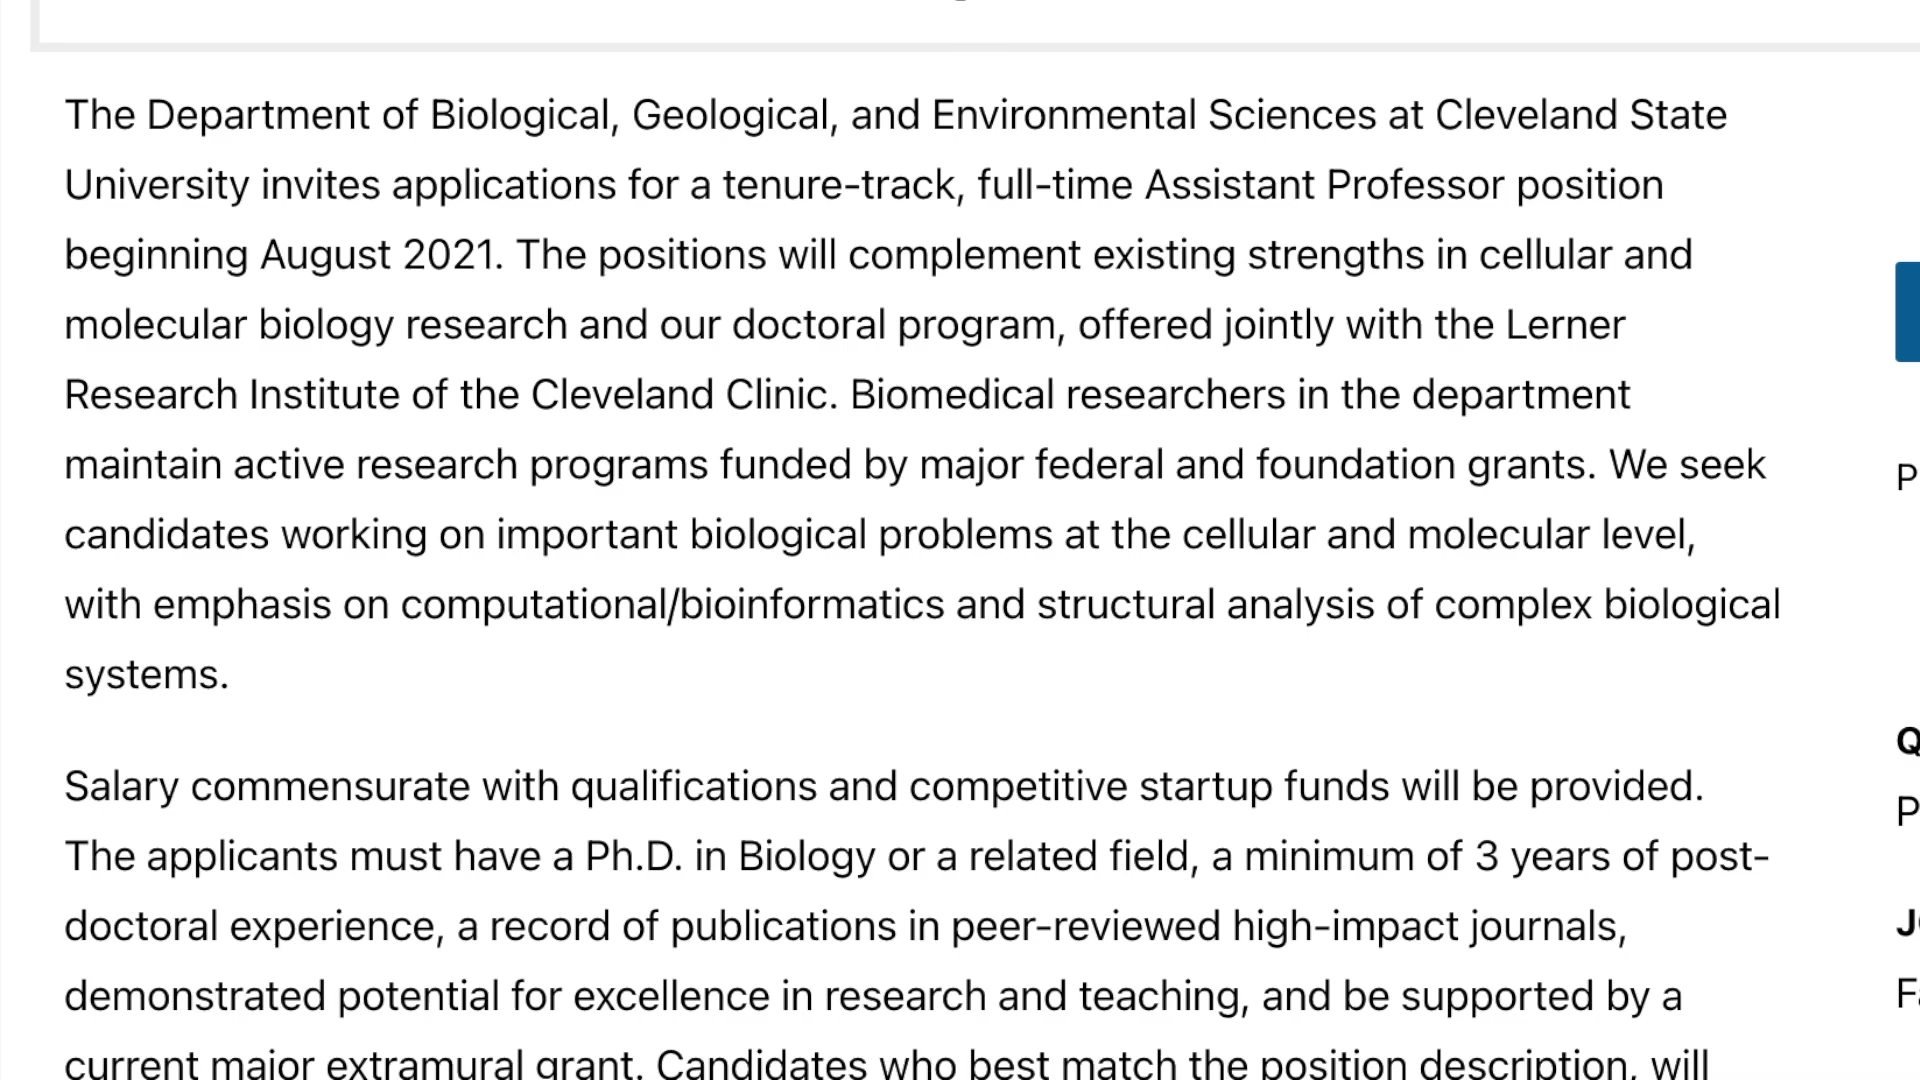 The Department of Biological, Geological, and Environmental Sciences at Cleveland State
University invites applications for a tenure-track, full-time Assistant Professor position
beginning August 2021. The positions will complement existing strengths in cellular and
molecular biology research and our doctoral program, offered jointly with the Lerner
Research Institute of the Cleveland Clinic. Biomedical researchers in the department
maintain active research programs funded by major federal and foundation grants. We seek
candidates working on important biological problems at the cellular and molecular level,
with emphasis on computational/bioinformatics and structural analysis of complex biological
systems.
Salary commensurate with qualifications and competitive startup funds will be provided.
The applicants must have a Ph.D. in Biology or a related field, a minimum of 3 years of post-
doctoral experience, a record of publications in peer-reviewed high-impact journals,
demonstrated potential for excellence in research and teaching, and be supported by a
current major extramural grant. Candidates who best match the position description, will